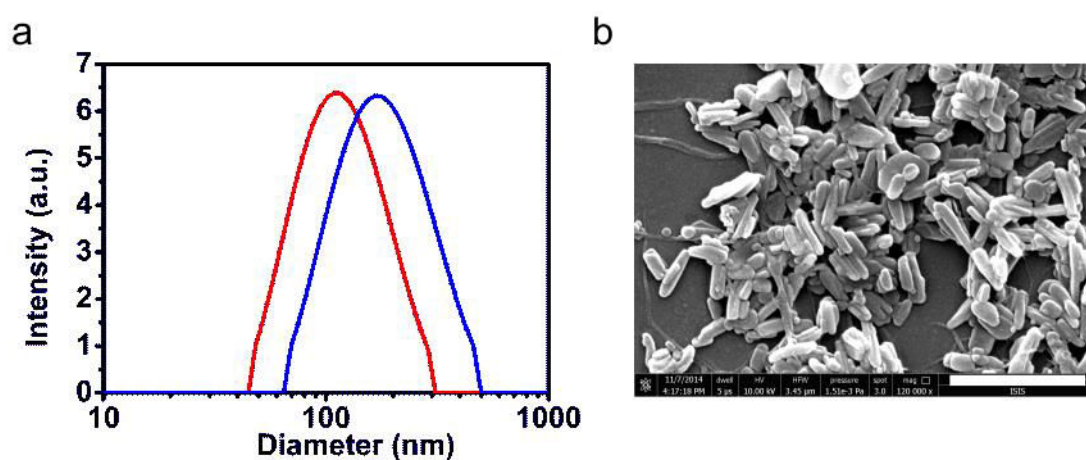 a
b
7
6
5
4
3
2
1
0
Intensity (a.u.)
10
100
1000
Diameter (nm)
11/7/2014 dwell HV HFW pressure spot mag
4:17:18 PM 5 µs 10.00 kV 3.45 µm 1.51e-3 Pa 3.0 120 000 x ISIS